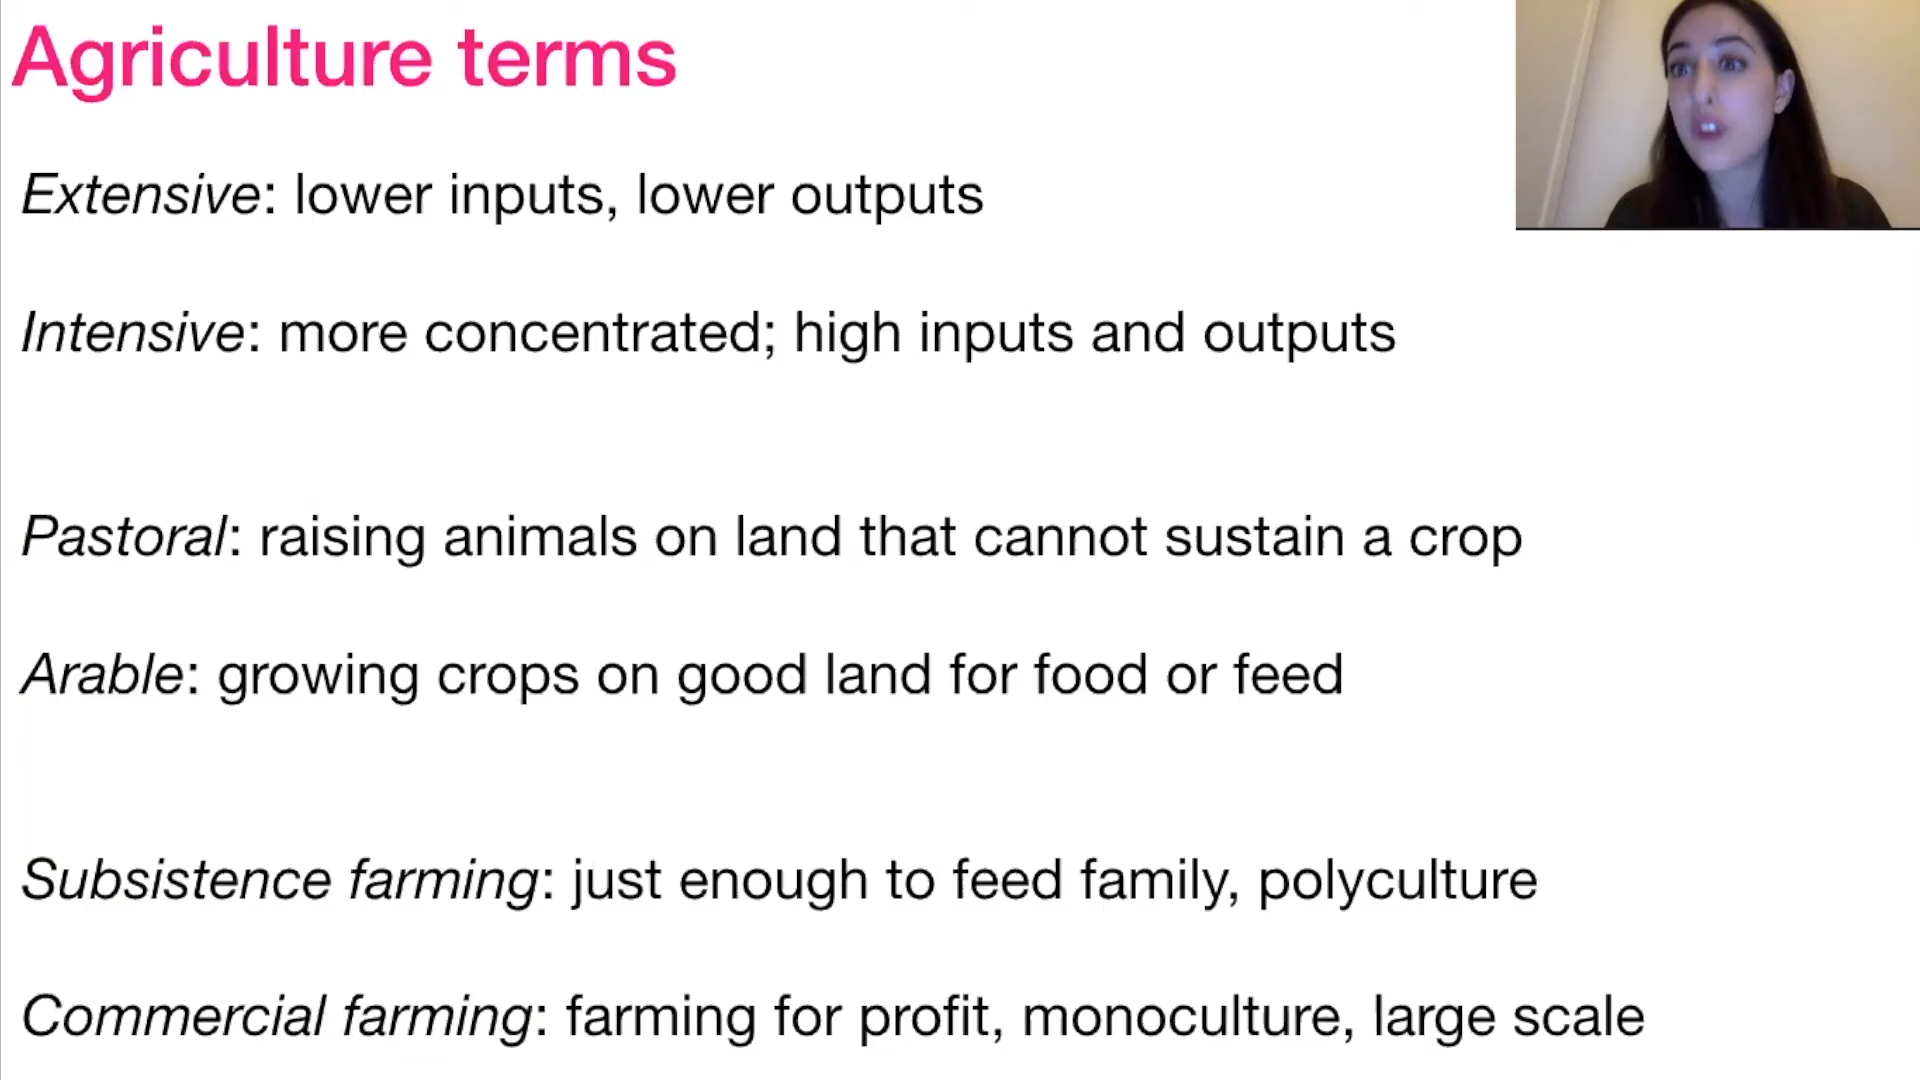 Agriculture terms
Extensive: lower inputs, lower outputs
Intensive: more concentrated; high inputs and outputs
Pastoral: raising animals on land that cannot sustain a crop
Arable: growing crops on good land for food or feed
Subsistence farming: just enough to feed family, polyculture
Commercial farming: farming for profit, monoculture, large scale